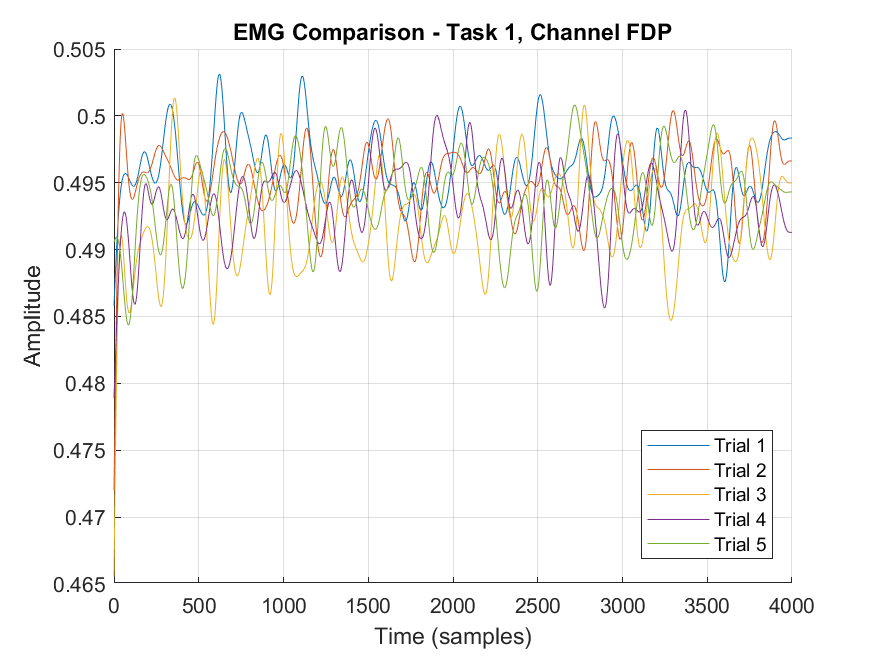 EMG Comparison - Task 1, Channel FDP
0.505
0.5
0.495
0.49
0.485
0.48
0.475
0.47
0.465
Amplitude
Trial 1
Trial 2
Trial 3
Trial 4
Trial 5
0 500 1000 1500 2000 2500 3000 3500 4000
Time (samples)